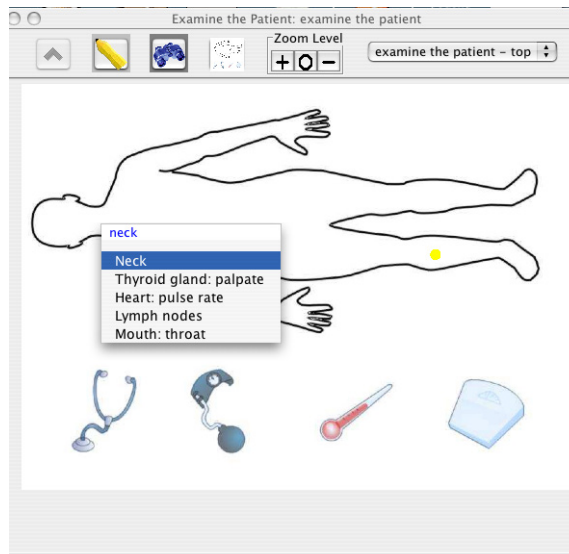 Examine the Patient: examine the patient
Zoom Level
+ O −
examine the patient – top
neck
Neck
Thyroid gland: palpate
Heart: pulse rate
Lymph nodes
Mouth: throat